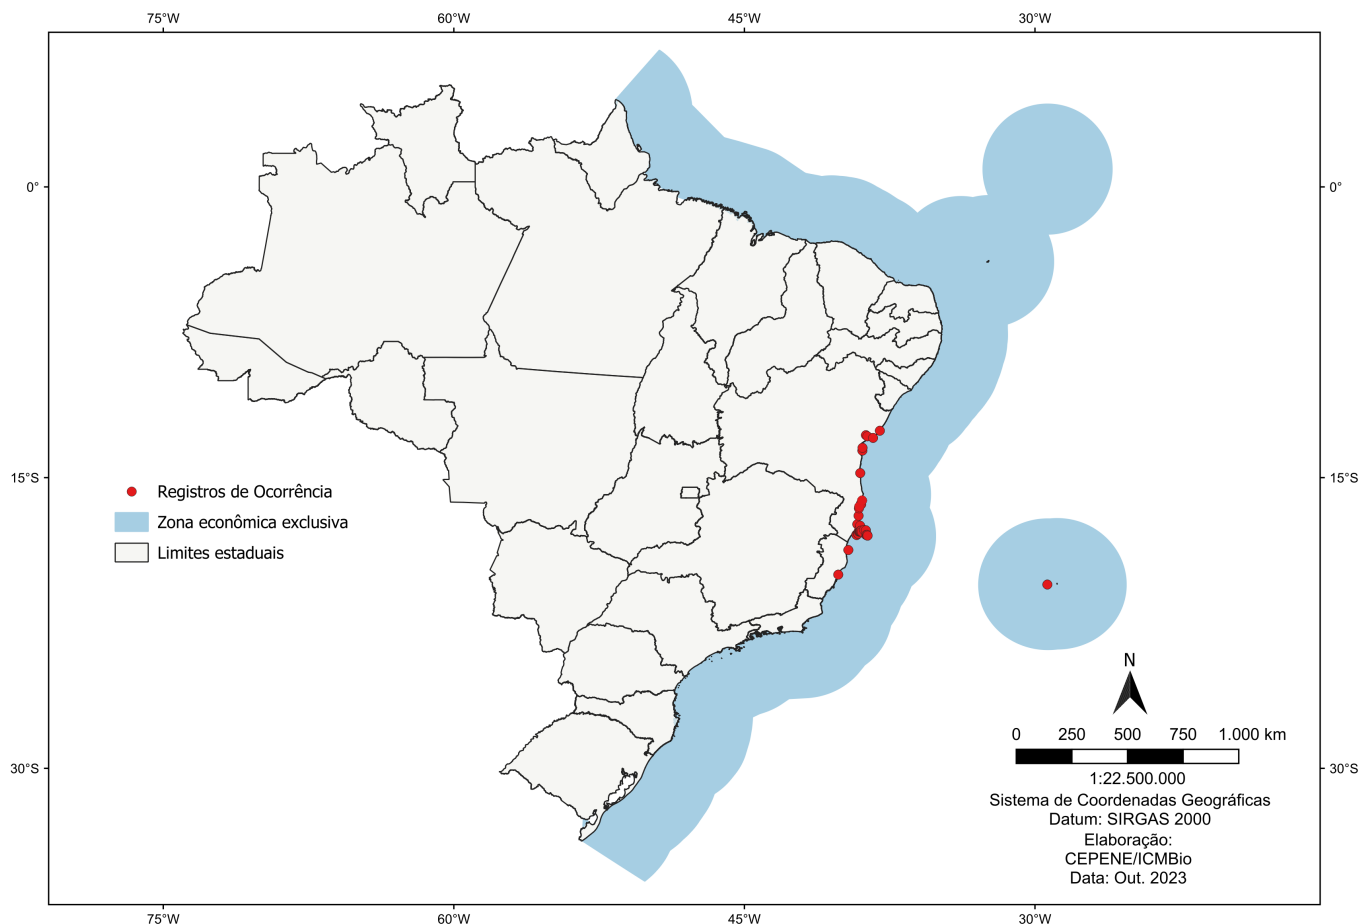 75°W 60°W 45°W 30°W
0° 0°
15°S 15°S
Registros de Ocorrência
Zona econômica exclusiva
Limites estaduais
N
0 250 500 750 1.000 km
30°S 30°S
1:22.500.000
Sistema de Coordenadas Geográficas
Datum: SIRGAS 2000
Elaboração:
CEPENE/ICMBio
Data: Out. 2023
75°W 60°W 45°W 30°W